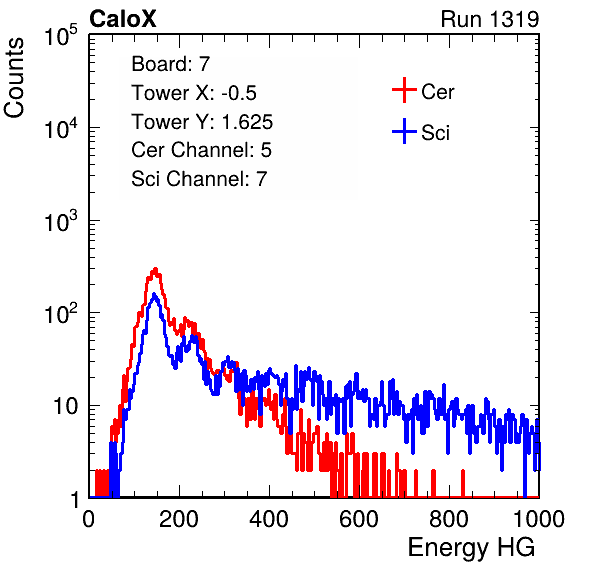 CaloX Run 1319
Counts
10^5
10^4
10^3
10^2
10
1
Board: 7
Tower X: -0.5
Tower Y: 1.625
Cer Channel: 5
Sci Channel: 7
Cer
Sci
0 200 400 600 800 1000
Energy HG